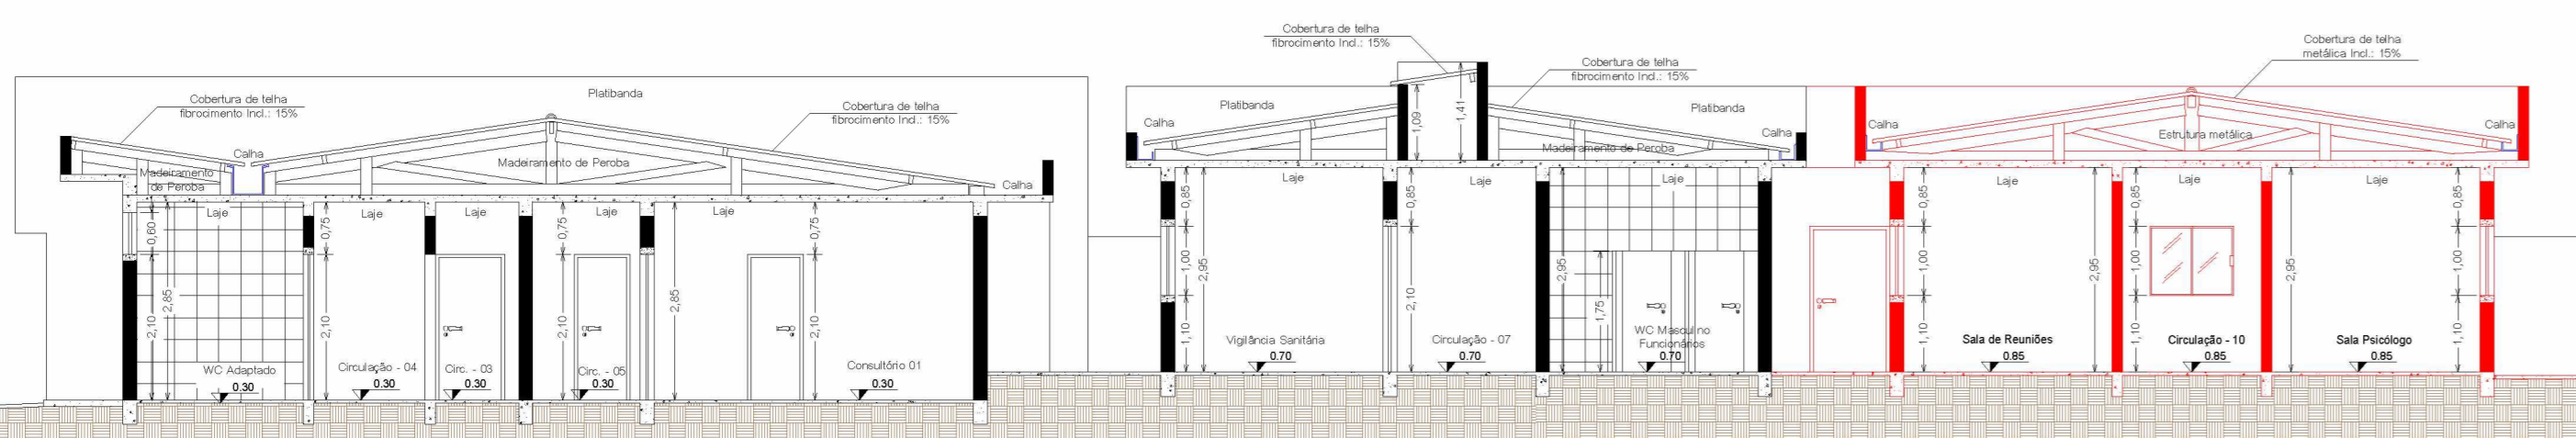 Cobertura de telha
fibrocimento Incl.: 15%
Platibanda
Cobertura de telha
fibrocimento Incl.: 15%
Calha
Madeiramento
de Peroba
Madeiramento de Peroba
Calha
Laje
Laje
Laje
Laje
Laje
0,60
2,10
2,85
0,75
2,10
0,75
2,10
2,85
0,75
2,10
WC Adaptado
0.30
Circulação - 04
0.30
Circ. - 03
0.30
Circ. - 05
0.30
Consultório 01
0.30
Cobertura de telha
fibrocimento Incl.: 15%
Cobertura de telha
fibrocimento Incl.: 15%
Platibanda
Platibanda
Calha
Calha
1,09
1,41
Madeiramento de Peroba
Laje
Laje
Laje
0,85
1,00
1,10
2,95
0,85
2,10
2,95
1,75
Vigilância Sanitária
0.70
Circulação - 07
0.70
WC Masculino
Funcionários
0.70
Cobertura de telha
metálica Incl.: 15%
Calha
Estrutura metálica
Calha
Laje
Laje
Laje
0,85
1,00
1,10
2,95
0,85
1,00
1,10
2,95
0,85
1,00
1,10
Sala de Reuniões
0.85
Circulação - 10
0.85
Sala Psicólogo
0.85